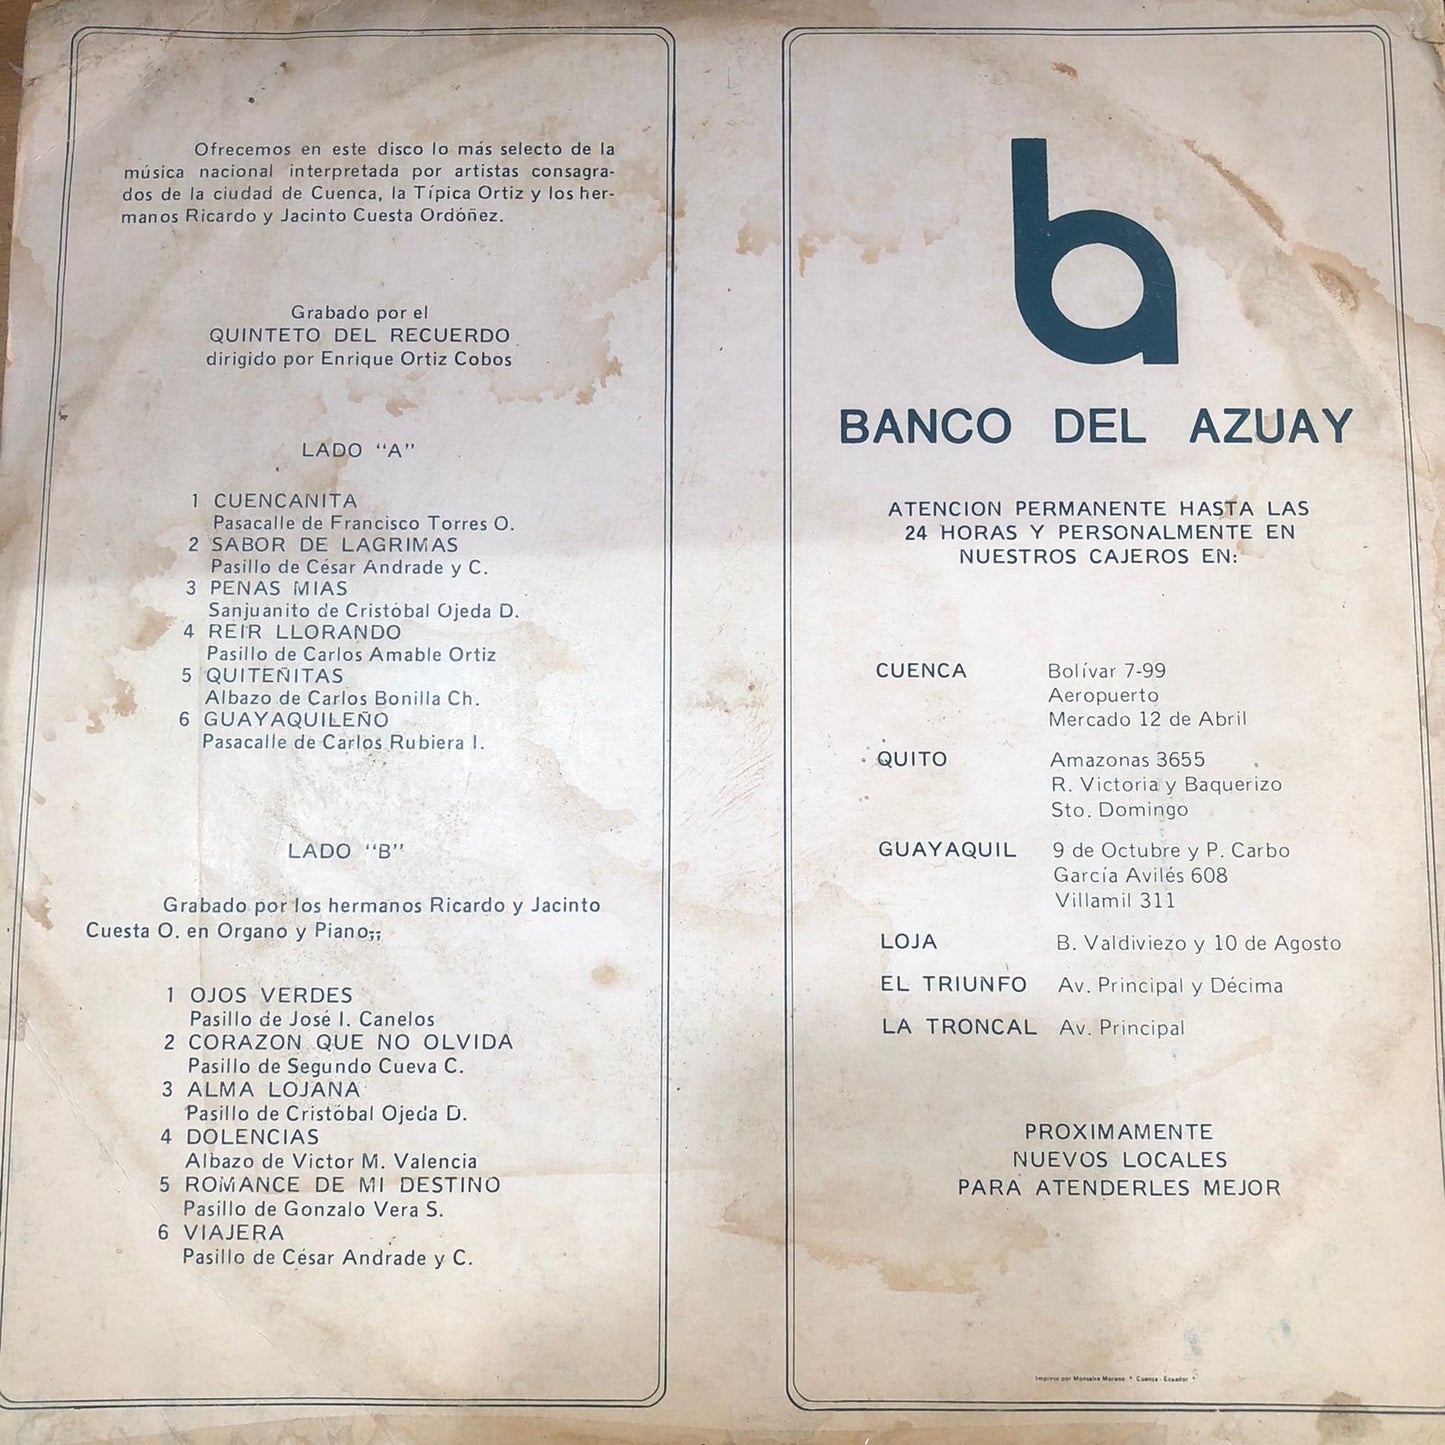 Ofrecemos en este disco lo más selecto de la
música nacional interpretada por artistas consagra-
dos de la ciudad de Cuenca, la Típica Ortiz y los her-
manos Ricardo y Jacinto Cuesta Ordóñez.
Grabado por el
QUINTETO DEL RECUERDO
dirigido por Enrique Ortiz Cobos
LADO "A"
1 CUENCANITA
Pasacalle de Francisco Torres O.
2 SABOR DE LAGRIMAS
Pasillo de César Andrade y C.
3 PENAS MIAS
Sanjuanito de Cristóbal Ojeda D.
4 REIR LLORANDO
Pasillo de Carlos Amable Ortiz
5 QUITEÑITAS
Albazo de Carlos Bonilla Ch.
6 GUAYAQUILEÑO
Pasacalle de Carlos Rubiera I.
LADO "B"
Grabado por los hermanos Ricardo y Jacinto
Cuesta O. en Organo y Piano;;
1 OJOS VERDES
Pasillo de José I. Canelos
2 CORAZON QUE NO OLVIDA
Pasillo de Segundo Cueva C.
3 ALMA LOJANA
Pasillo de Cristóbal Ojeda D.
4 DOLENCIAS
Albazo de Victor M. Valencia
5 ROMANCE DE MI DESTINO
Pasillo de Gonzalo Vera S.
6 VIAJERA
Pasillo de César Andrade y C.
ba
BANCO DEL AZUAY
ATENCION PERMANENTE HASTA LAS
24 HORAS Y PERSONALMENTE EN
NUESTROS CAJEROS EN:
CUENCA Bolívar 7-99
Aeropuerto
Mercado 12 de Abril
QUITO Amazonas 3655
R. Victoria y Baquerizo
Sto. Domingo
GUAYAQUIL 9 de Octubre y P. Carbo
García Avilés 608
Villamil 311
LOJA B. Valdiviezo y 10 de Agosto
EL TRIUNFO Av. Principal y Décima
LA TRONCAL Av. Principal
PROXIMAMENTE
NUEVOS LOCALES
PARA ATENDERLES MEJOR
Impreso por Monsalve Moreno * Cuenca - Ecuador *